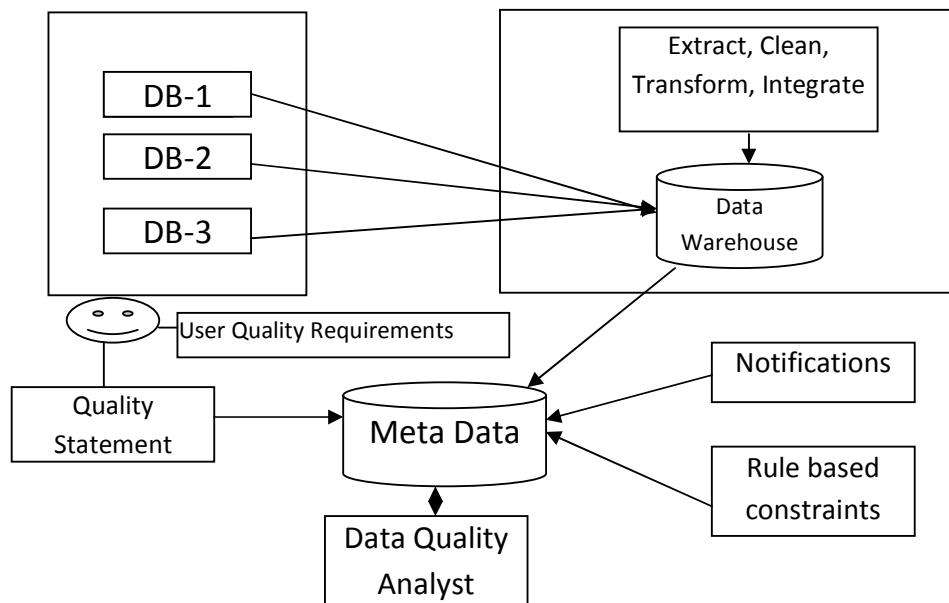 DB-1
DB-2
DB-3
Extract, Clean,
Transform, Integrate
Data
Warehouse
User Quality Requirements
Quality
Statement
Meta Data
Notifications
Rule based
constraints
Data Quality
Analyst